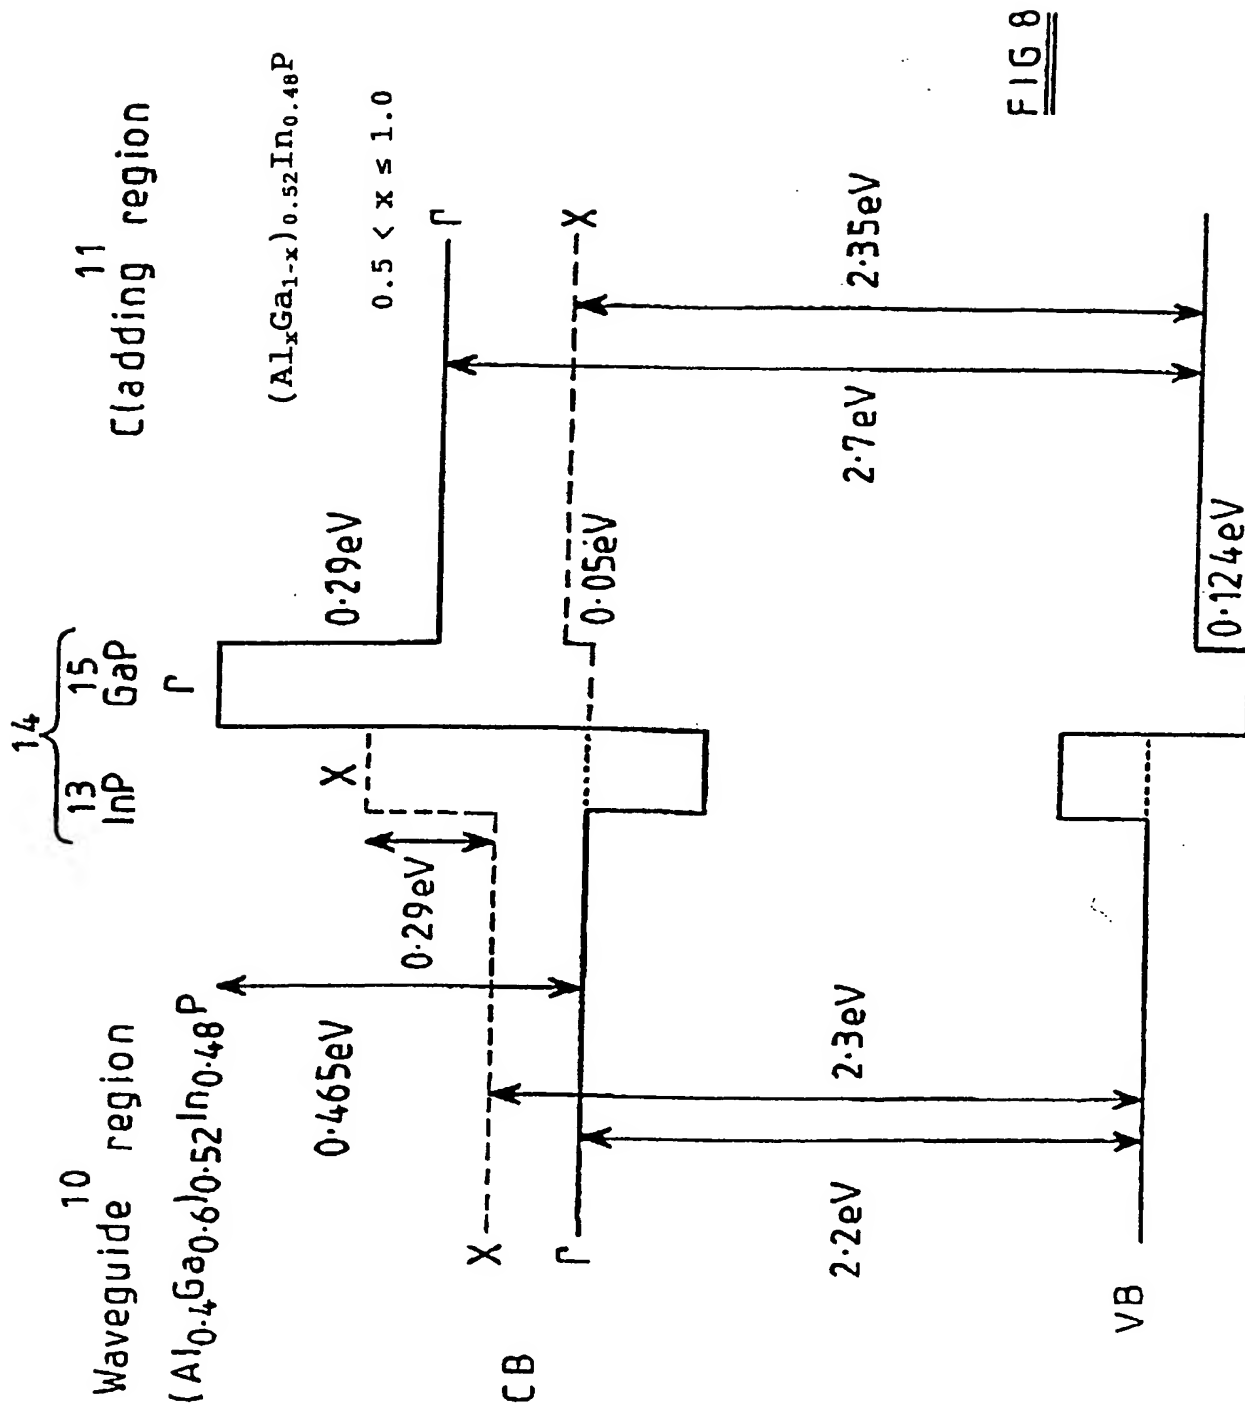 14
10
Waveguide region
13
InP
15
GaP
11
Cladding region
(Al0.4Ga0.6)0.52In0.48P
Γ
(AlxGa1-x)0.52In0.48P
0.465eV
0.29eV
X
0.29eV
0.5 < x ≤ 1.0
X
Γ
Γ
X
CB
0.05eV
2.2eV
2.3eV
2.7eV
2.35eV
VB
0.124eV
FIG 8